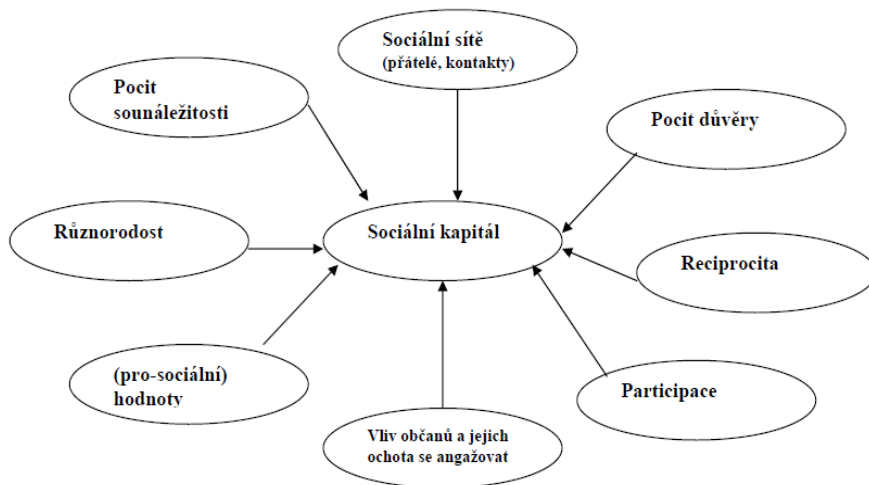 Sociální sítě
(přátelé, kontakty)
Pocit
sounáležitosti
Pocit důvěry
Různorodost
Sociální kapitál
Reciprocita
(pro-sociální)
hodnoty
Participace
Vliv občanů a jejich
ochota se angažovat